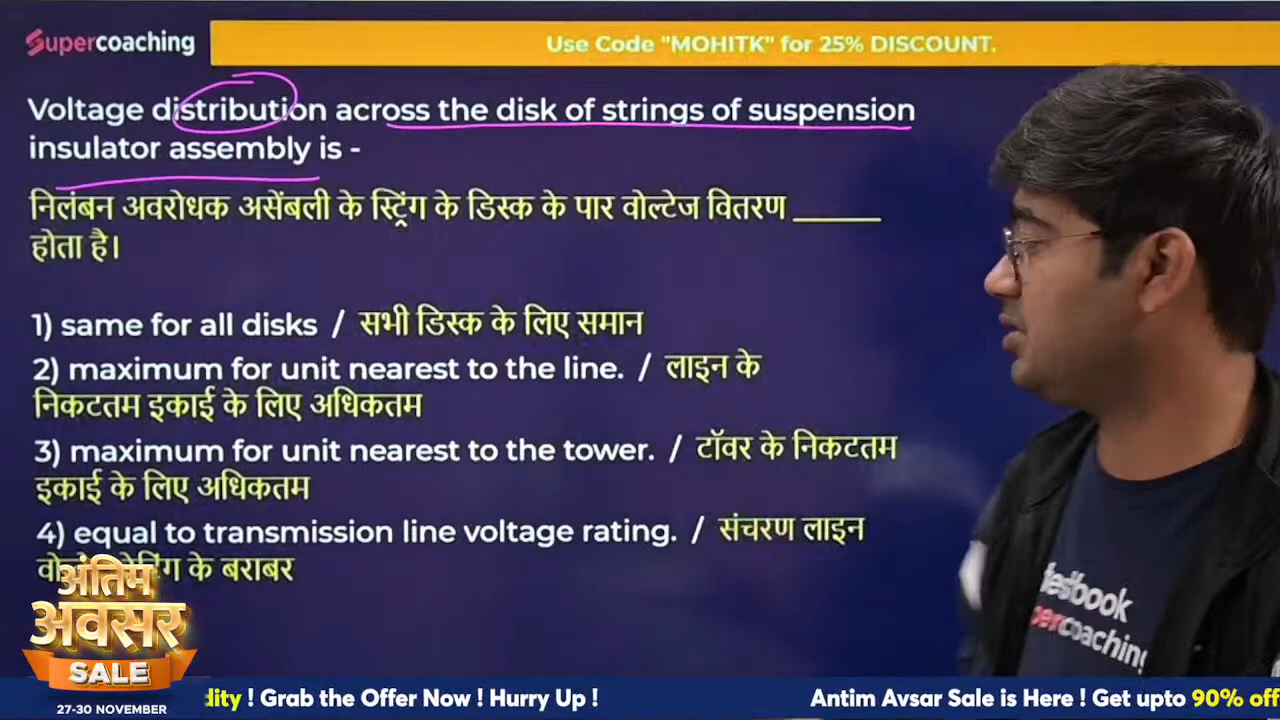 Supercoaching
Use Code "MOHITK" for 25% DISCOUNT.
Voltage distribution across the disk of strings of suspension
insulator assembly is -
निलंबन अवरोधक असेंबली के स्ट्रिंग के डिस्क के पार वोल्टेज वितरण ______
होता है।
1) same for all disks / सभी डिस्क के लिए समान
2) maximum for unit nearest to the line. / लाइन के
निकटतम इकाई के लिए अधिकतम
3) maximum for unit nearest to the tower. / टॉवर के निकटतम
इकाई के लिए अधिकतम
4) equal to transmission line voltage rating. / संचरण लाइन
के बराबर
अंतिम
अवसर
SALE
27-30 NOVEMBER
testbook
supercoaching
! Grab the Offer Now ! Hurry Up !
Antim Avsar Sale is Here ! Get upto 90% off